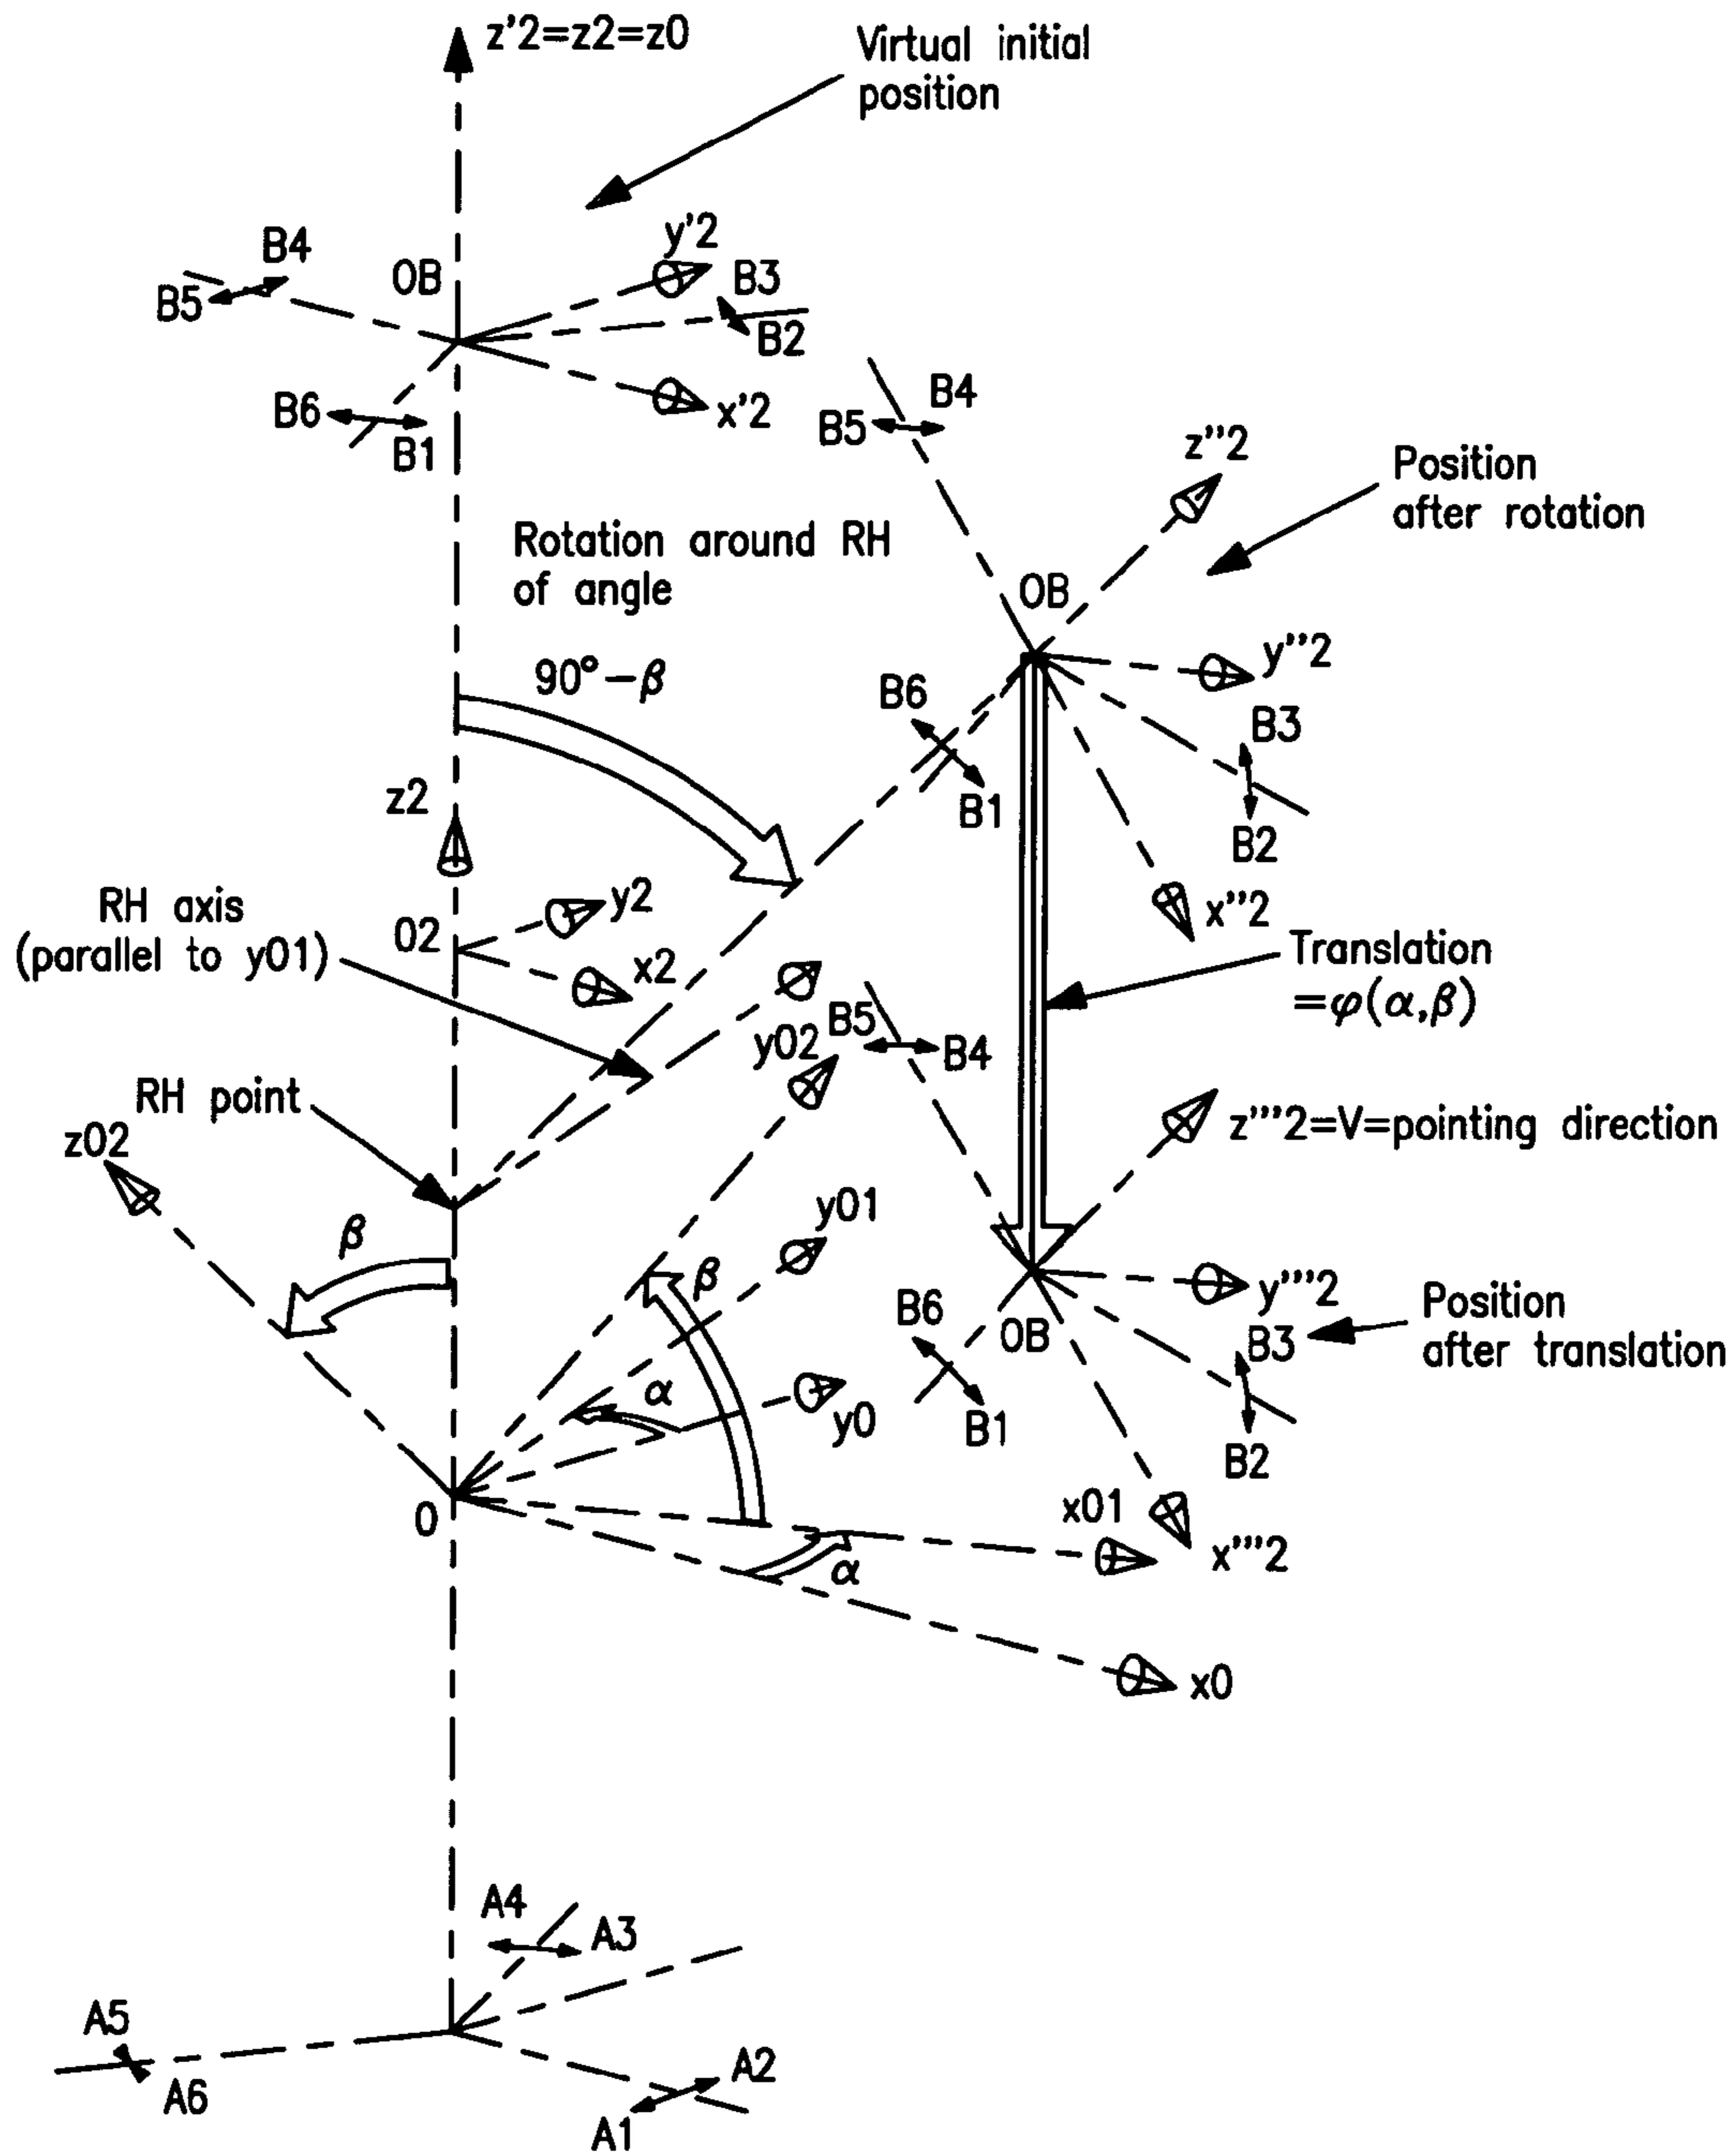 z'2=z2=z0
Virtual initial
position
B4
OB
y'2
B3
B5
B2
B6
B1
x'2
B4
B5
z''2
Position
after rotation
Rotation around RH
of angle
OB
90°-β
y''2
B6
B3
B1
z2
B2
RH axis
(parallel to y01)
y2
02
x2
x''2
Translation
=φ(α,β)
B5
y02
B4
RH point
z02
z'''2=V=pointing direction
β
y01
β
B6
y'''2
OB
B3
Position
after translation
α
y0
B1
B2
0
x01
α
x'''2
x0
A4
A3
A5
A2
A6
A1